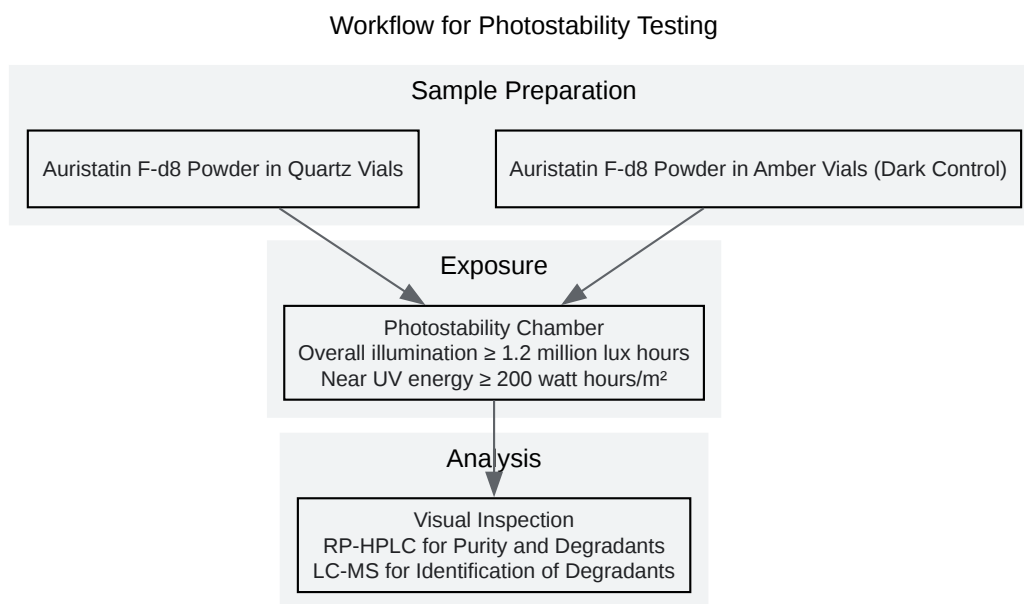 Workflow for Photostability Testing
Sample Preparation
Auristatin F-d8 Powder in Quartz Vials
Auristatin F-d8 Powder in Amber Vials (Dark Control)
Exposure
Photostability Chamber
Overall illumination ≥ 1.2 million lux hours
Near UV energy ≥ 200 watt hours/m²
Analysis
Visual Inspection
RP-HPLC for Purity and Degradants
LC-MS for Identification of Degradants